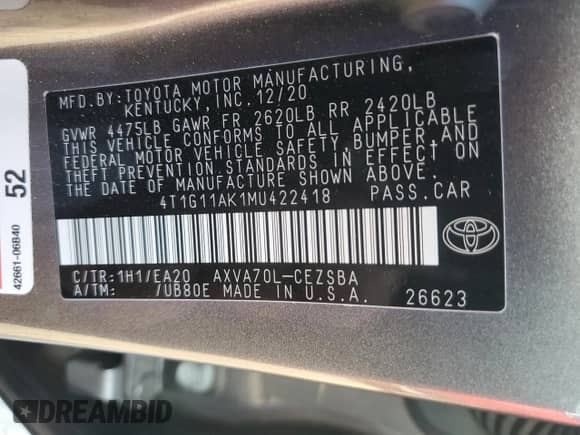 MFD.BY:TOYOTA MOTOR MANUFACTURING,
KENTUCKY, INC. 12/20
GVWR 4475LB GAWR FR 2620LB RR 2420LB
THIS VEHICLE CONFORMS TO ALL APPLICABLE
FEDERAL MOTOR VEHICLE SAFETY, BUMPER, AND
THEFT PREVENTION STANDARDS IN EFFECT ON
THE DATE OF MANUFACTURE SHOWN ABOVE.
4T1G11AK1MU422418 PASS.CAR
C/TR:1H1/EA20 AXVA70L-CEZSBA
A/TM: /UB80E MADE IN U.S.A. 26623
52
42661-06840
DREAMBID